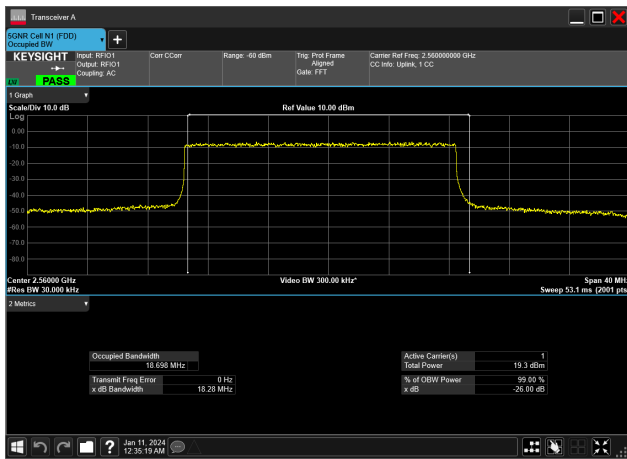 Transceiver A
5GNR Cell N1 (FDD)
Occupied BW
+
KEYSIGHT
Input: RFIO1
Output: RFIO1
Coupling: AC
Corr CCorr
Range: -60 dBm
Trig: Prot Frame
Aligned
Gate: FFT
Carrier Ref Freq: 2.560000000 GHz
CC Info: Uplink, 1 CC
PASS
1 Graph
Scale/Div 10.0 dB
Ref Value 10.00 dBm
Log
0.00
-10.0
-20.0
-30.0
-40.0
-50.0
-60.0
-70.0
-80.0
Center 2.56000 GHz
Video BW 300.00 kHz*
Span 40 MHz
#Res BW 30.000 kHz
Sweep 53.1 ms (2001 pts
2 Metrics
Occupied Bandwidth
18.698 MHz
Active Carrier(s) 1
Total Power 19.3 dBm
Transmit Freq Error 0 Hz
% of OBW Power 99.00 %
x dB Bandwidth 18.28 MHz
x dB -26.00 dB
?
Jan 11, 2024
12:35:19 AM